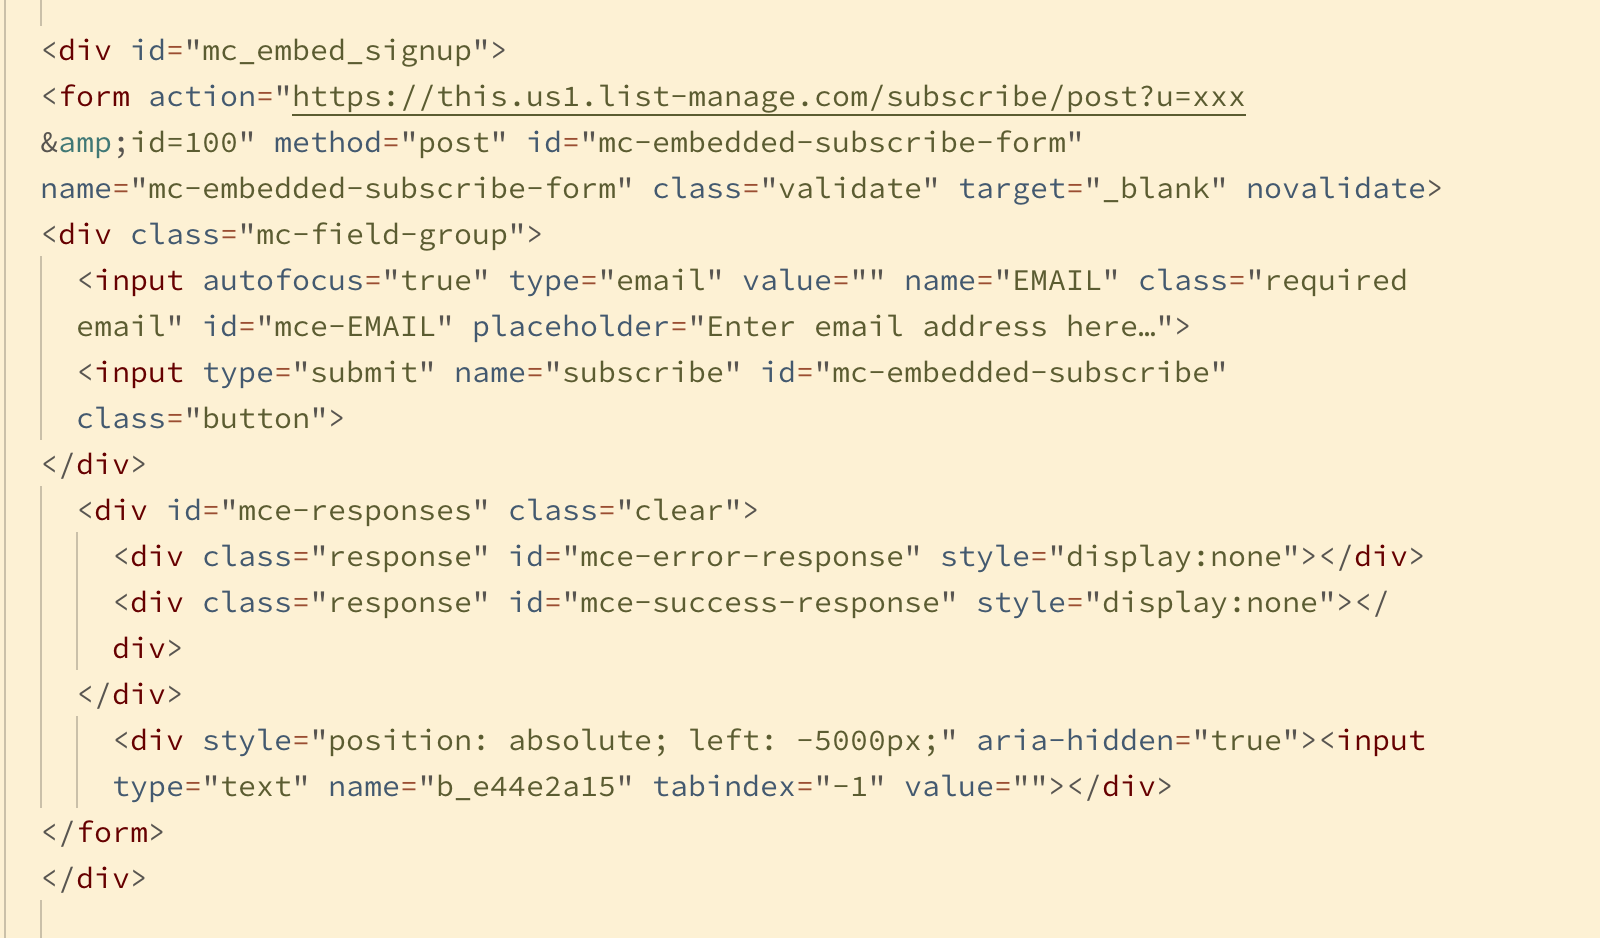 <div id="mc_embed_signup">
<form action="https://this.us1.list-manage.com/subscribe/post?u=xxx
&amp;id=100" method="post" id="mc-embedded-subscribe-form"
name="mc-embedded-subscribe-form" class="validate" target="_blank" novalidate>
<div class="mc-field-group">
<input autofocus="true" type="email" value="" name="EMAIL" class="required
email" id="mce-EMAIL" placeholder="Enter email address here…">
<input type="submit" name="subscribe" id="mc-embedded-subscribe"
class="button">
</div>
<div id="mce-responses" class="clear">
<div class="response" id="mce-error-response" style="display:none"></div>
<div class="response" id="mce-success-response" style="display:none"></
div>
</div>
<div style="position: absolute; left: -5000px;" aria-hidden="true"><input
type="text" name="b_e44e2a15" tabindex="-1" value=""></div>
</form>
</div>